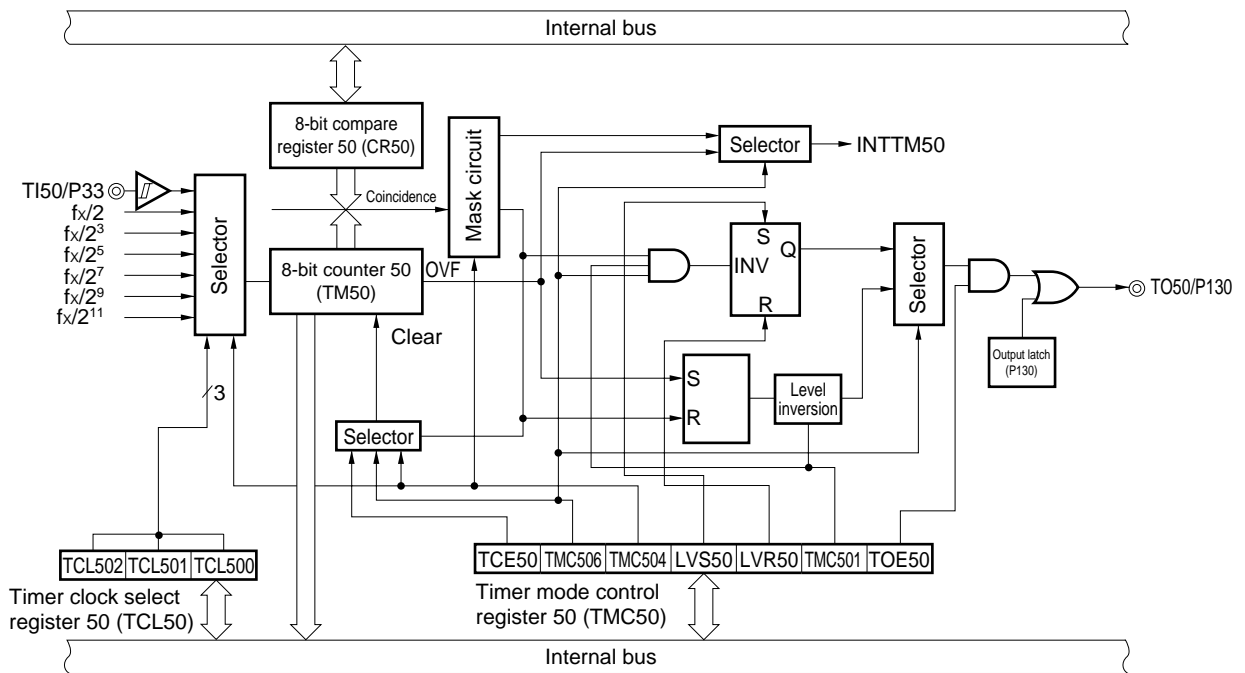 Internal bus
8-bit compare
register 50 (CR50)
Mask circuit
Selector
INTTM50
TI50/P33
Coincidence
fX/2
fX/2³
fX/2⁵
fX/2⁷
fX/2⁹
fX/2¹¹
Selector
8-bit counter 50
(TM50)
OVF
Clear
S
INV
Q
R
Selector
TO50/P130
Output latch
(P130)
3
S
R
Level
inversion
Selector
TCL502 TCL501 TCL500
Timer clock select
register 50 (TCL50)
TCE50 TMC506 TMC504 LVS50 LVR50 TMC501 TOE50
Timer mode control
register 50 (TMC50)
Internal bus